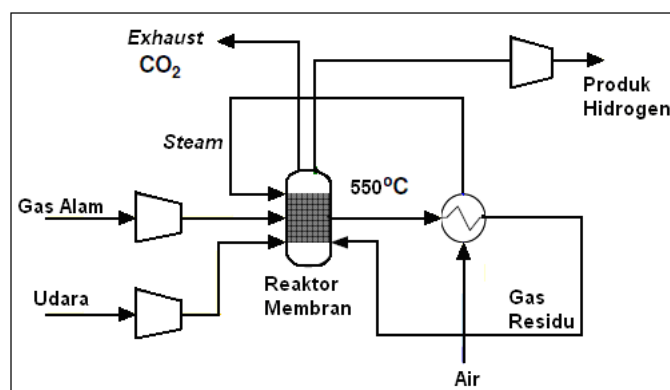 Exhaust
CO₂
Produk
Hidrogen
Steam
550°C
Gas Alam
Reaktor
Membran
Udara
Gas
Residu
Air